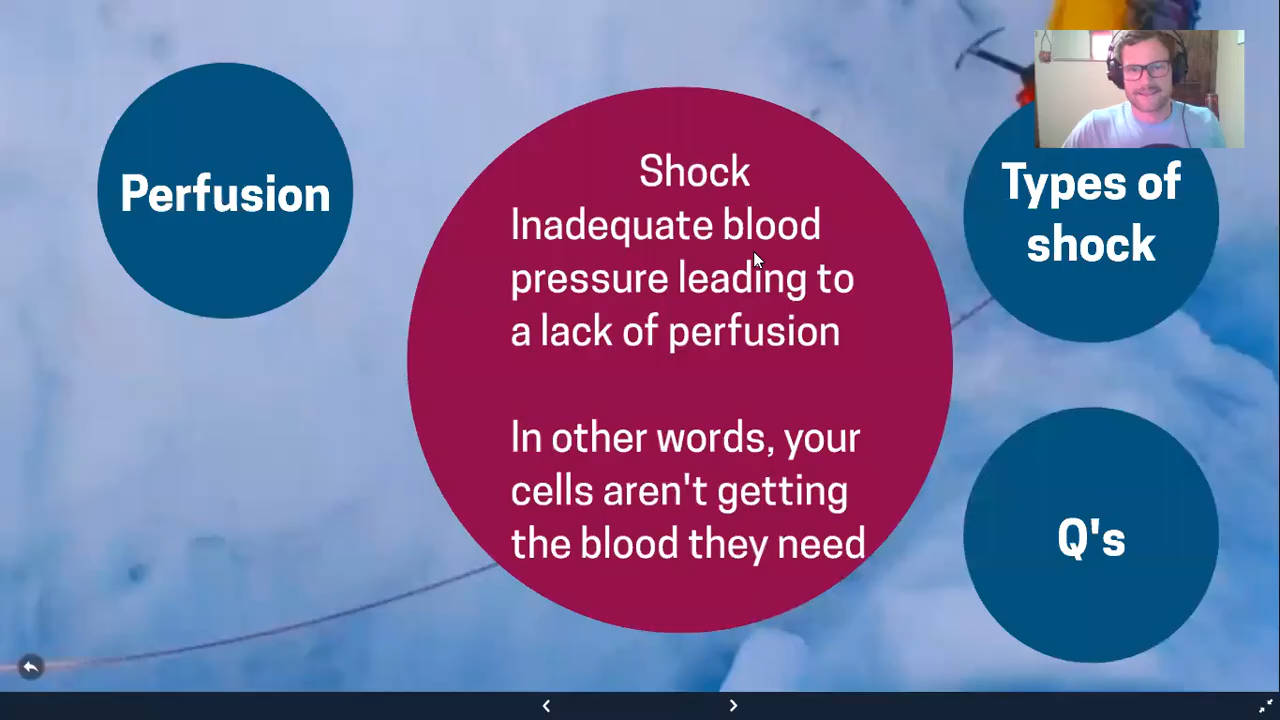 Perfusion
Shock
Inadequate blood
pressure leading to
a lack of perfusion
In other words, your
cells aren't getting
the blood they need
Types of
shock
Q's